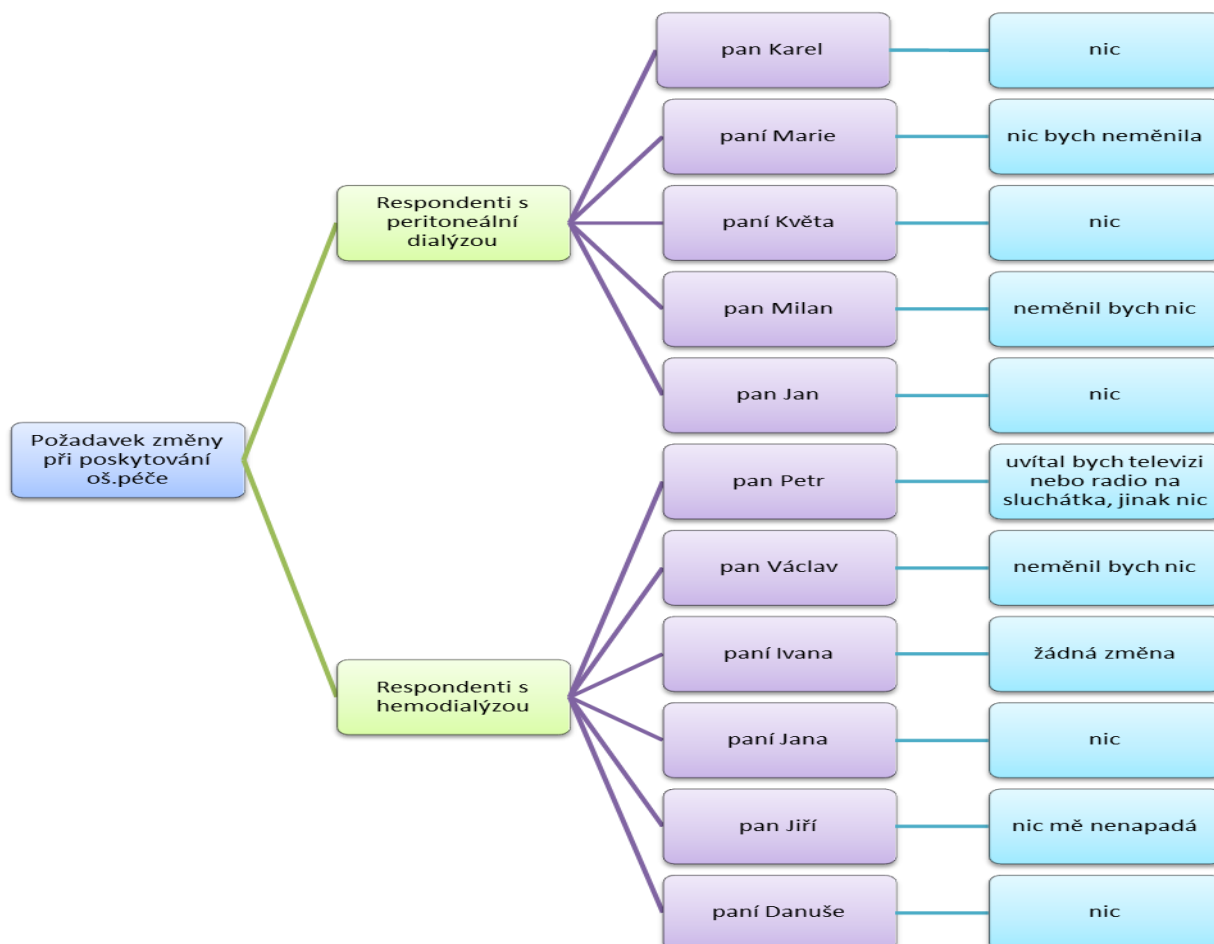 Požadavek změny
při poskytování
oš.péče
Respondenti s
peritoneální
dialýzou
pan Karel
nic
paní Marie
nic bych neměnila
paní Květa
nic
pan Milan
neměnil bych nic
pan Jan
nic
Respondenti s
hemodialýzou
pan Petr
uvítal bych televizi
nebo radio na
sluchátka, jinak nic
pan Václav
neměnil bych nic
paní Ivana
žádná změna
paní Jana
nic
pan Jiří
nic mě nenapadá
paní Danuše
nic